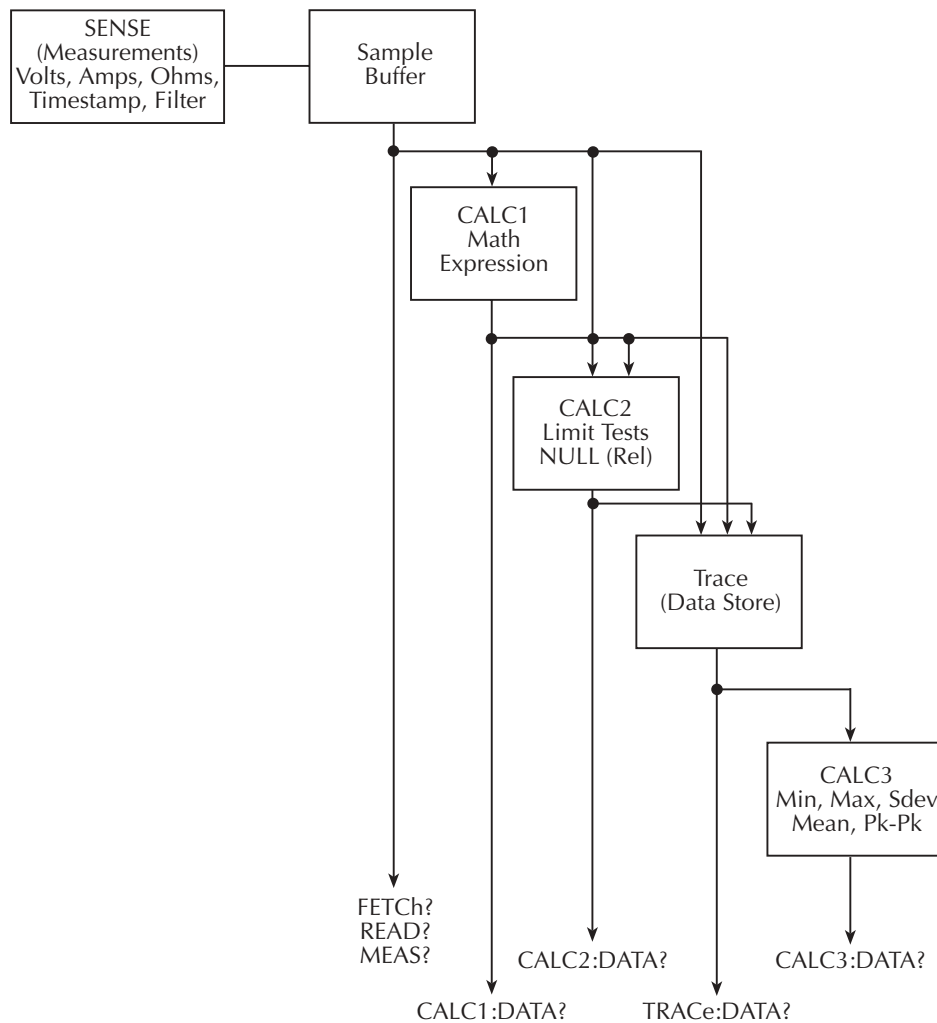 SENSE
(Measurements)
Volts, Amps, Ohms,
Timestamp, Filter
Sample
Buffer
CALC1
Math
Expression
CALC2
Limit Tests
NULL (Rel)
Trace
(Data Store)
CALC3
Min, Max, Sdev
Mean, Pk-Pk
FETCh?
READ?
MEAS?
CALC2:DATA?
CALC3:DATA?
CALC1:DATA?
TRACe:DATA?